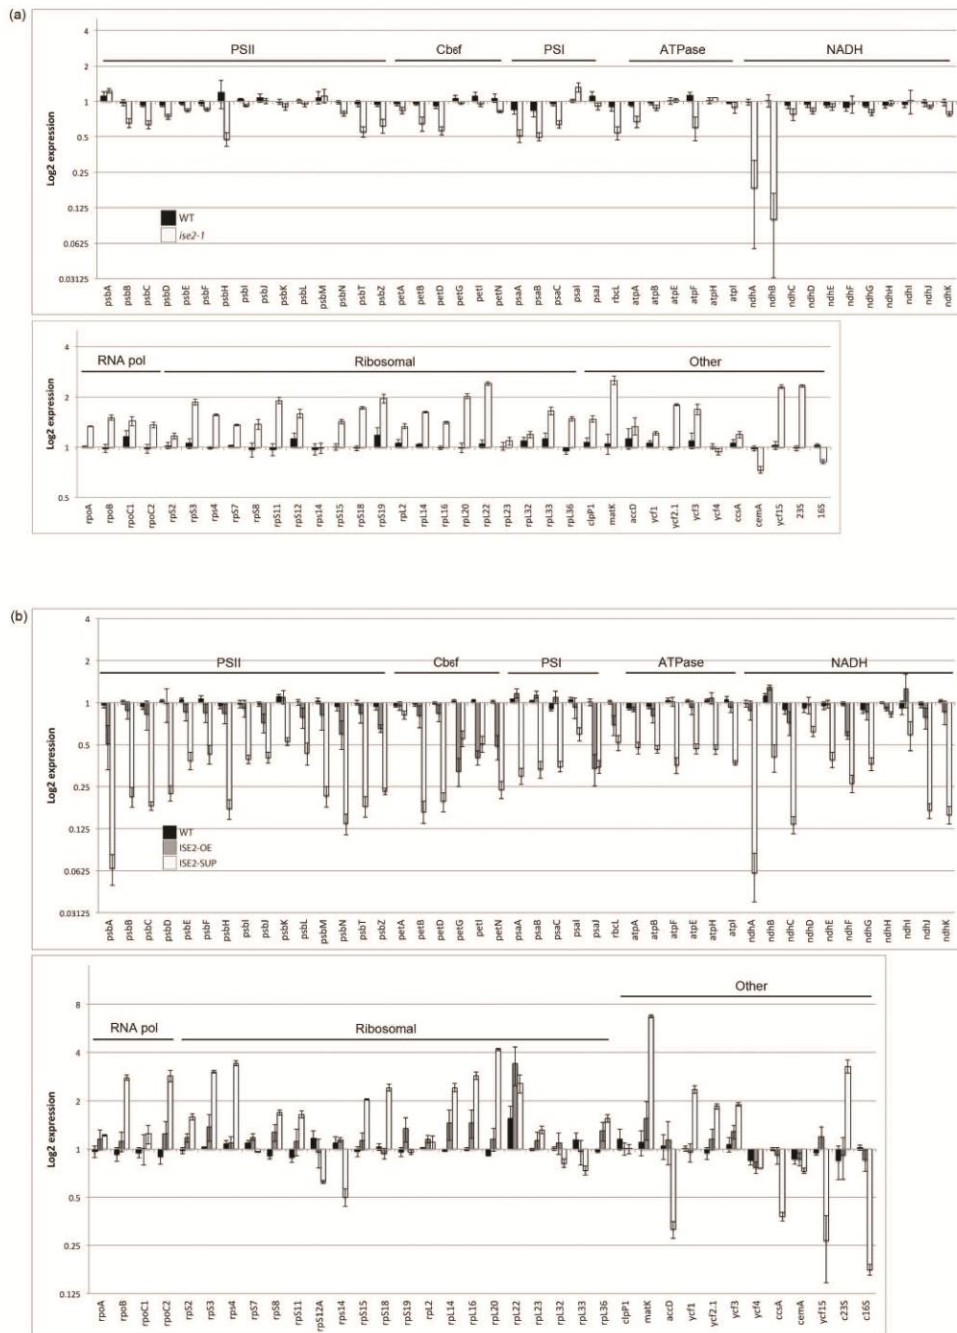 (a)
4
PSII Cb6f PSI ATPase NADH
2
1
0.5
0.25
0.125
0.0625
0.03125
Log2 expression
WT
ise2-1
psbA psbB psbC psbD psbE psbF psbH psbI psbJ psbK psbL psbM psbN psbT psbZ petA petB petD petG petI petN psaA psaB psaC psaI psaJ rbcL atpA atpB atpE atpF atpH atpI ndhA ndhB ndhC ndhD ndhE ndhF ndhG ndhH ndhI ndhJ ndhK
4
RNA pol Ribosomal Other
2
1
0.5
Log2 expression
rpoA rpoB rpoC1 rpoC2 rpS2 rpS3 rps4 rpS7 rpS8 rpS11 rpS12 rps14 rpS15 rpS18 rpS19 rpL2 rpL14 rpL16 rpL20 rpL22 rpL23 rpL32 rpL33 rpL36 clpP1 matK accD ycf1 ycf2.1 ycf3 ycf4 ccsA cemA ycf15 23S 16S
(b)
4
2
PSII Cb6f PSI ATPase NADH
1
0.5
0.25
0.125
0.0625
0.03125
Log2 expression
WT
ISE2-OE
ISE2-SUP
psbA psbB psbC psbD psbE psbF psbH psbI psbJ psbK psbL psbM psbN psbT psbZ petA petB petD petG petI petN psaA psaB psaC psaI psaJ rbcL atpA atpB atpF atpE atpH atpI ndhA ndhB ndhC ndhD ndhE ndhF ndhG ndhH ndhI ndhJ ndhK
Other
8
RNA pol Ribosomal
4
2
1
0.5
0.25
0.125
Log2 expression
rpoA rpoB rpoC1 rpoC2 rpS2 rpS3 rps4 rpS7 rpS8 rpS11 rpS12A rps14 rpS15 rpS18 rpS19 rpL2 rpL14 rpL16 rpL20 rpL22 rpL23 rpL32 rpL33 rpL36 clpP1 matK accD ycf1 ycf2.1 ycf3 ycf4 ccsA cemA ycf15 c23S c16S